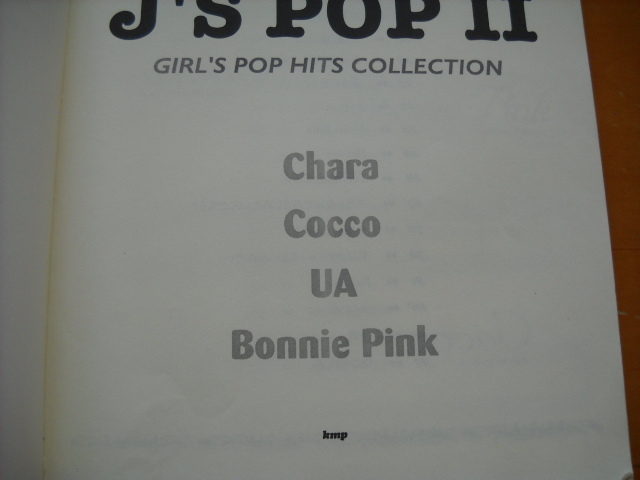 J'S POP II
GIRL'S POP HITS COLLECTION
Chara
Cocco
UA
Bonnie Pink
kmp